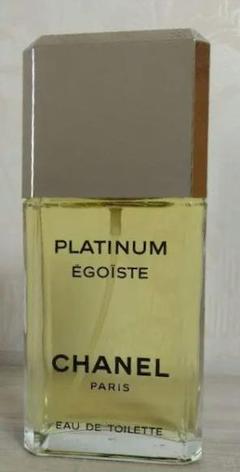 PLATINUM
ÉGOÏSTE
CHANEL
PARIS
EAU DE TOILETTE